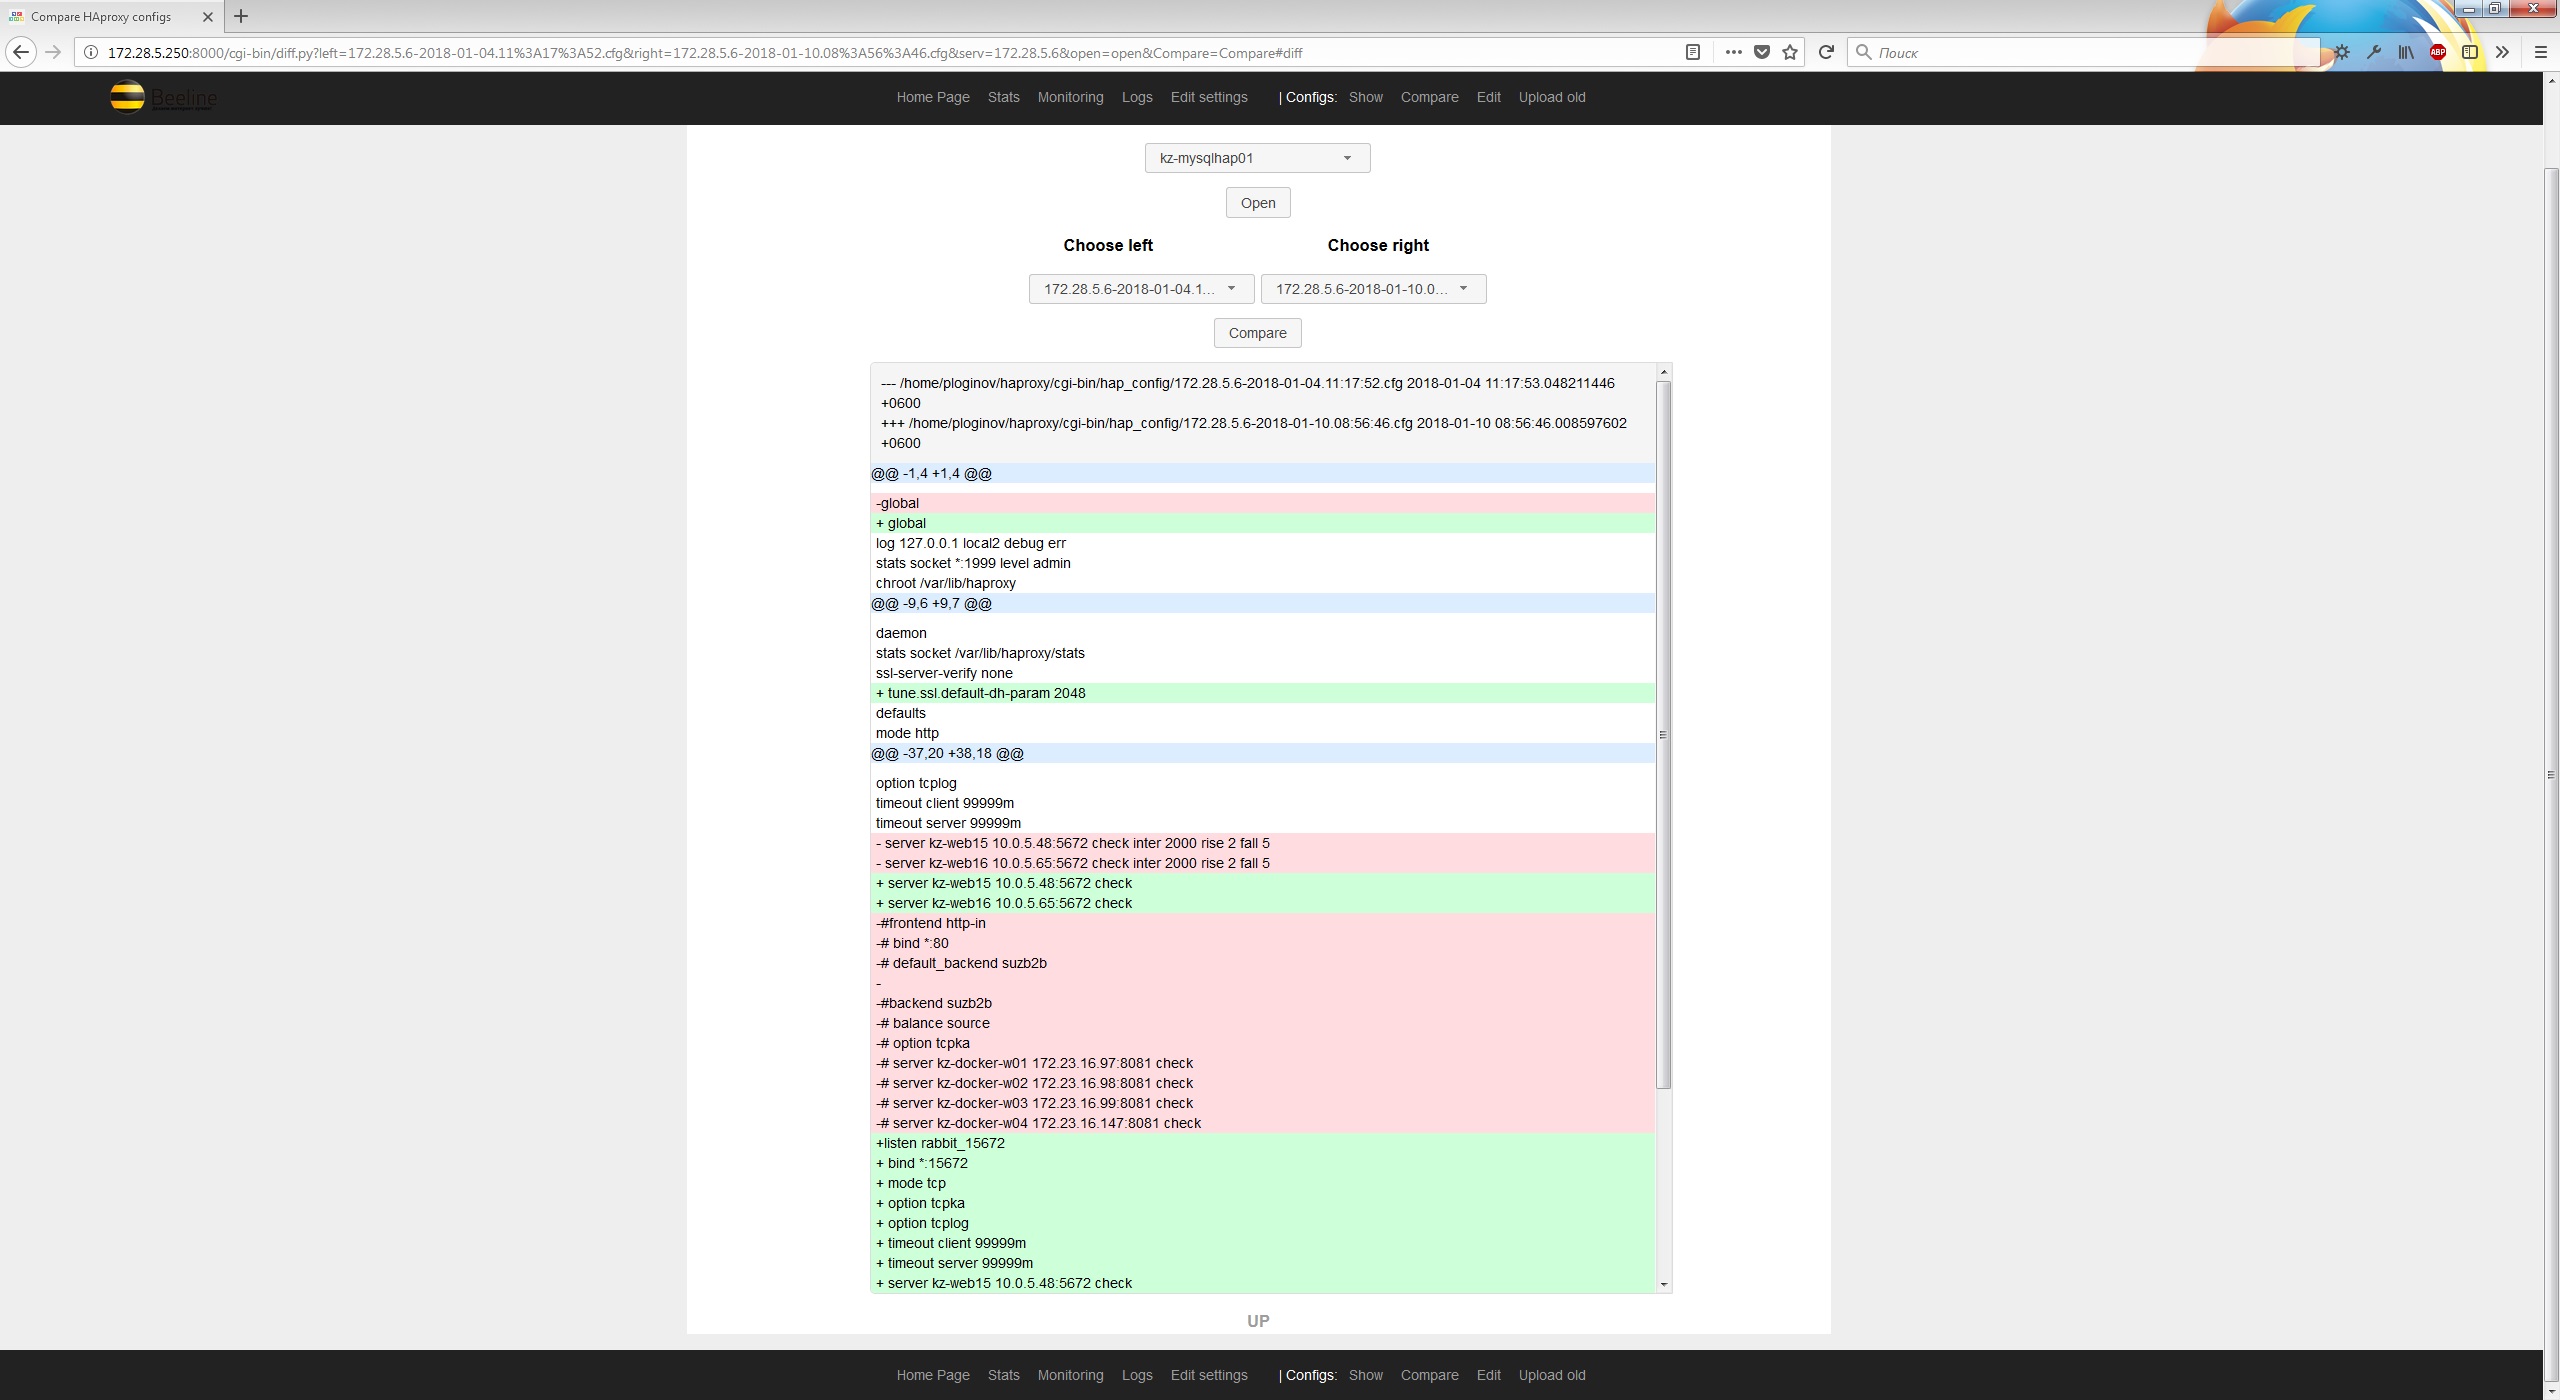 Compare HAproxy configs
172.28.5.250:8000/cgi-bin/diff.py?left=172.28.5.6-2018-01-04.11%3A17%3A52.cfg&right=172.28.5.6-2018-01-10.08%3A56%3A46.cfg&serv=172.28.5.6&open=open&Compare=Compare#diff
Поиск
ABP
Beeline
Home Page Stats Monitoring Logs Edit settings | Configs: Show Compare Edit Upload old
kz-mysqlhap01
Open
Choose left Choose right
172.28.5.6-2018-01-04.1... 172.28.5.6-2018-01-10.0...
Compare
--- /home/ploginov/haproxy/cgi-bin/hap_config/172.28.5.6-2018-01-04.11:17:52.cfg 2018-01-04 11:17:53.048211446
+0600
+++ /home/ploginov/haproxy/cgi-bin/hap_config/172.28.5.6-2018-01-10.08:56:46.cfg 2018-01-10 08:56:46.008597602
+0600
@@ -1,4 +1,4 @@
-global
+ global
log 127.0.0.1 local2 debug err
stats socket *:1999 level admin
chroot /var/lib/haproxy
@@ -9,6 +9,7 @@
daemon
stats socket /var/lib/haproxy/stats
ssl-server-verify none
+ tune.ssl.default-dh-param 2048
defaults
mode http
@@ -37,20 +38,18 @@
option tcplog
timeout client 99999m
timeout server 99999m
- server kz-web15 10.0.5.48:5672 check inter 2000 rise 2 fall 5
- server kz-web16 10.0.5.65:5672 check inter 2000 rise 2 fall 5
+ server kz-web15 10.0.5.48:5672 check
+ server kz-web16 10.0.5.65:5672 check
-#frontend http-in
-# bind *:80
-# default_backend suzb2b
-
-#backend suzb2b
-# balance source
-# option tcpka
-# server kz-docker-w01 172.23.16.97:8081 check
-# server kz-docker-w02 172.23.16.98:8081 check
-# server kz-docker-w03 172.23.16.99:8081 check
-# server kz-docker-w04 172.23.16.147:8081 check
+listen rabbit_15672
+ bind *:15672
+ mode tcp
+ option tcpka
+ option tcplog
+ timeout client 99999m
+ timeout server 99999m
+ server kz-web15 10.0.5.48:5672 check
UP
Home Page Stats Monitoring Logs Edit settings | Configs: Show Compare Edit Upload old